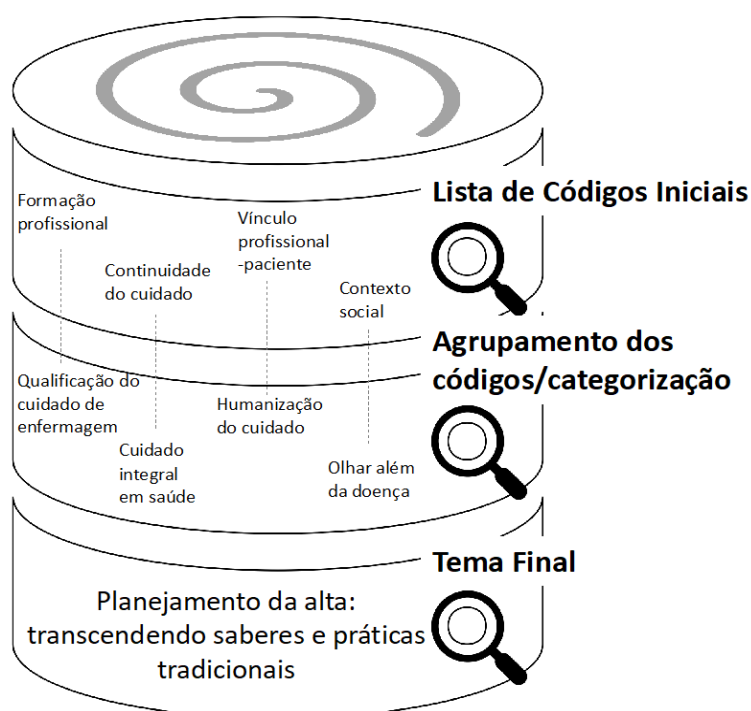 Lista de Códigos Iniciais
Formação
profissional
Continuidade
do cuidado
Vínculo
profissional
-paciente
Contexto
social
Agrupamento dos
códigos/categorização
Qualificação do
cuidado de
enfermagem
Cuidado
integral
em saúde
Humanização
do cuidado
Olhar além
da doença
Tema Final
Planejamento da alta:
transcendendo saberes e práticas
tradicionais